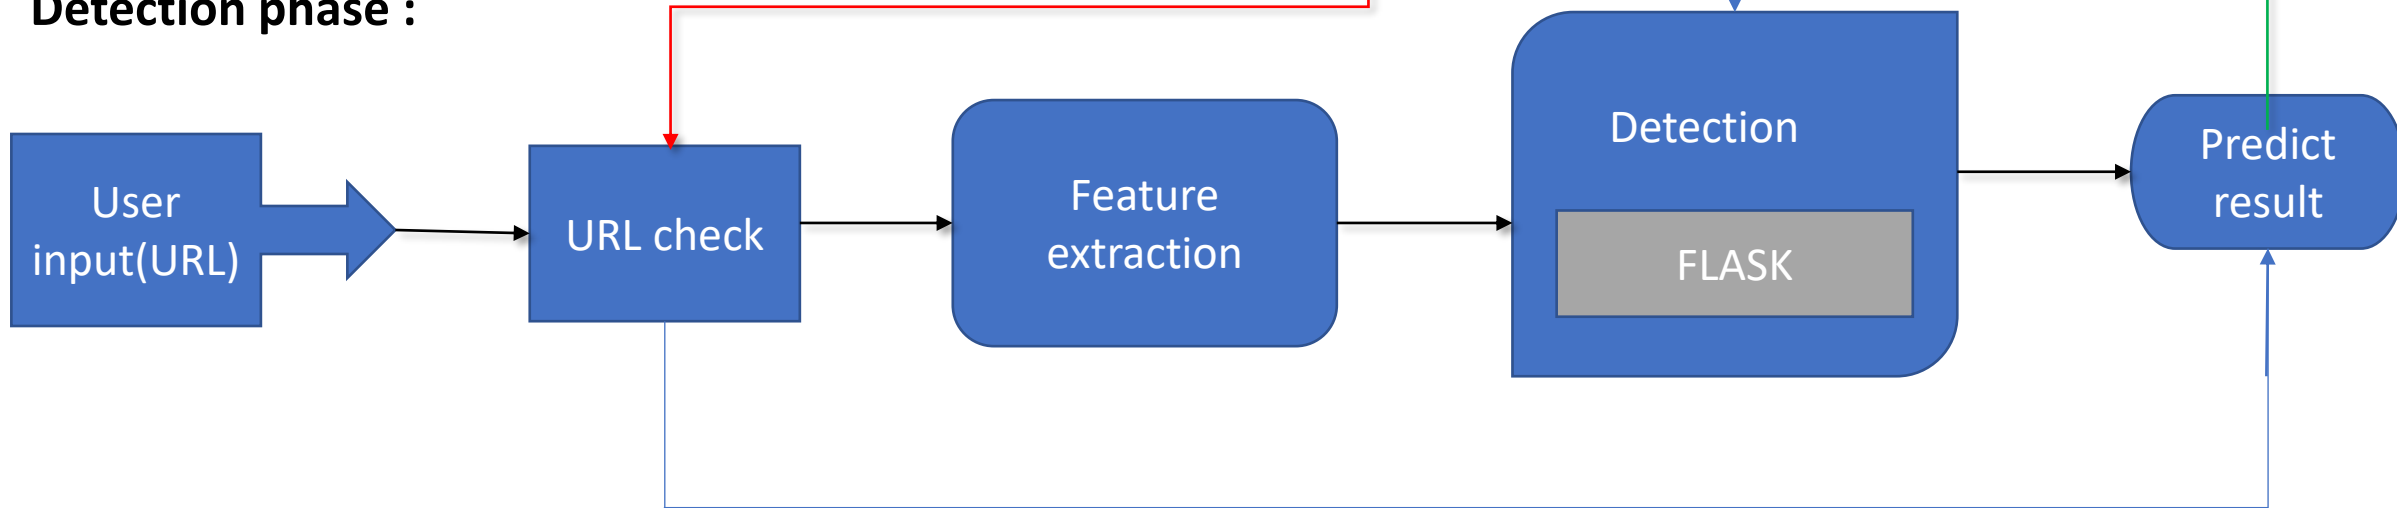 Detection phase :
User
input(URL)
URL check
Feature
extraction
Detection
FLASK
Predict
result